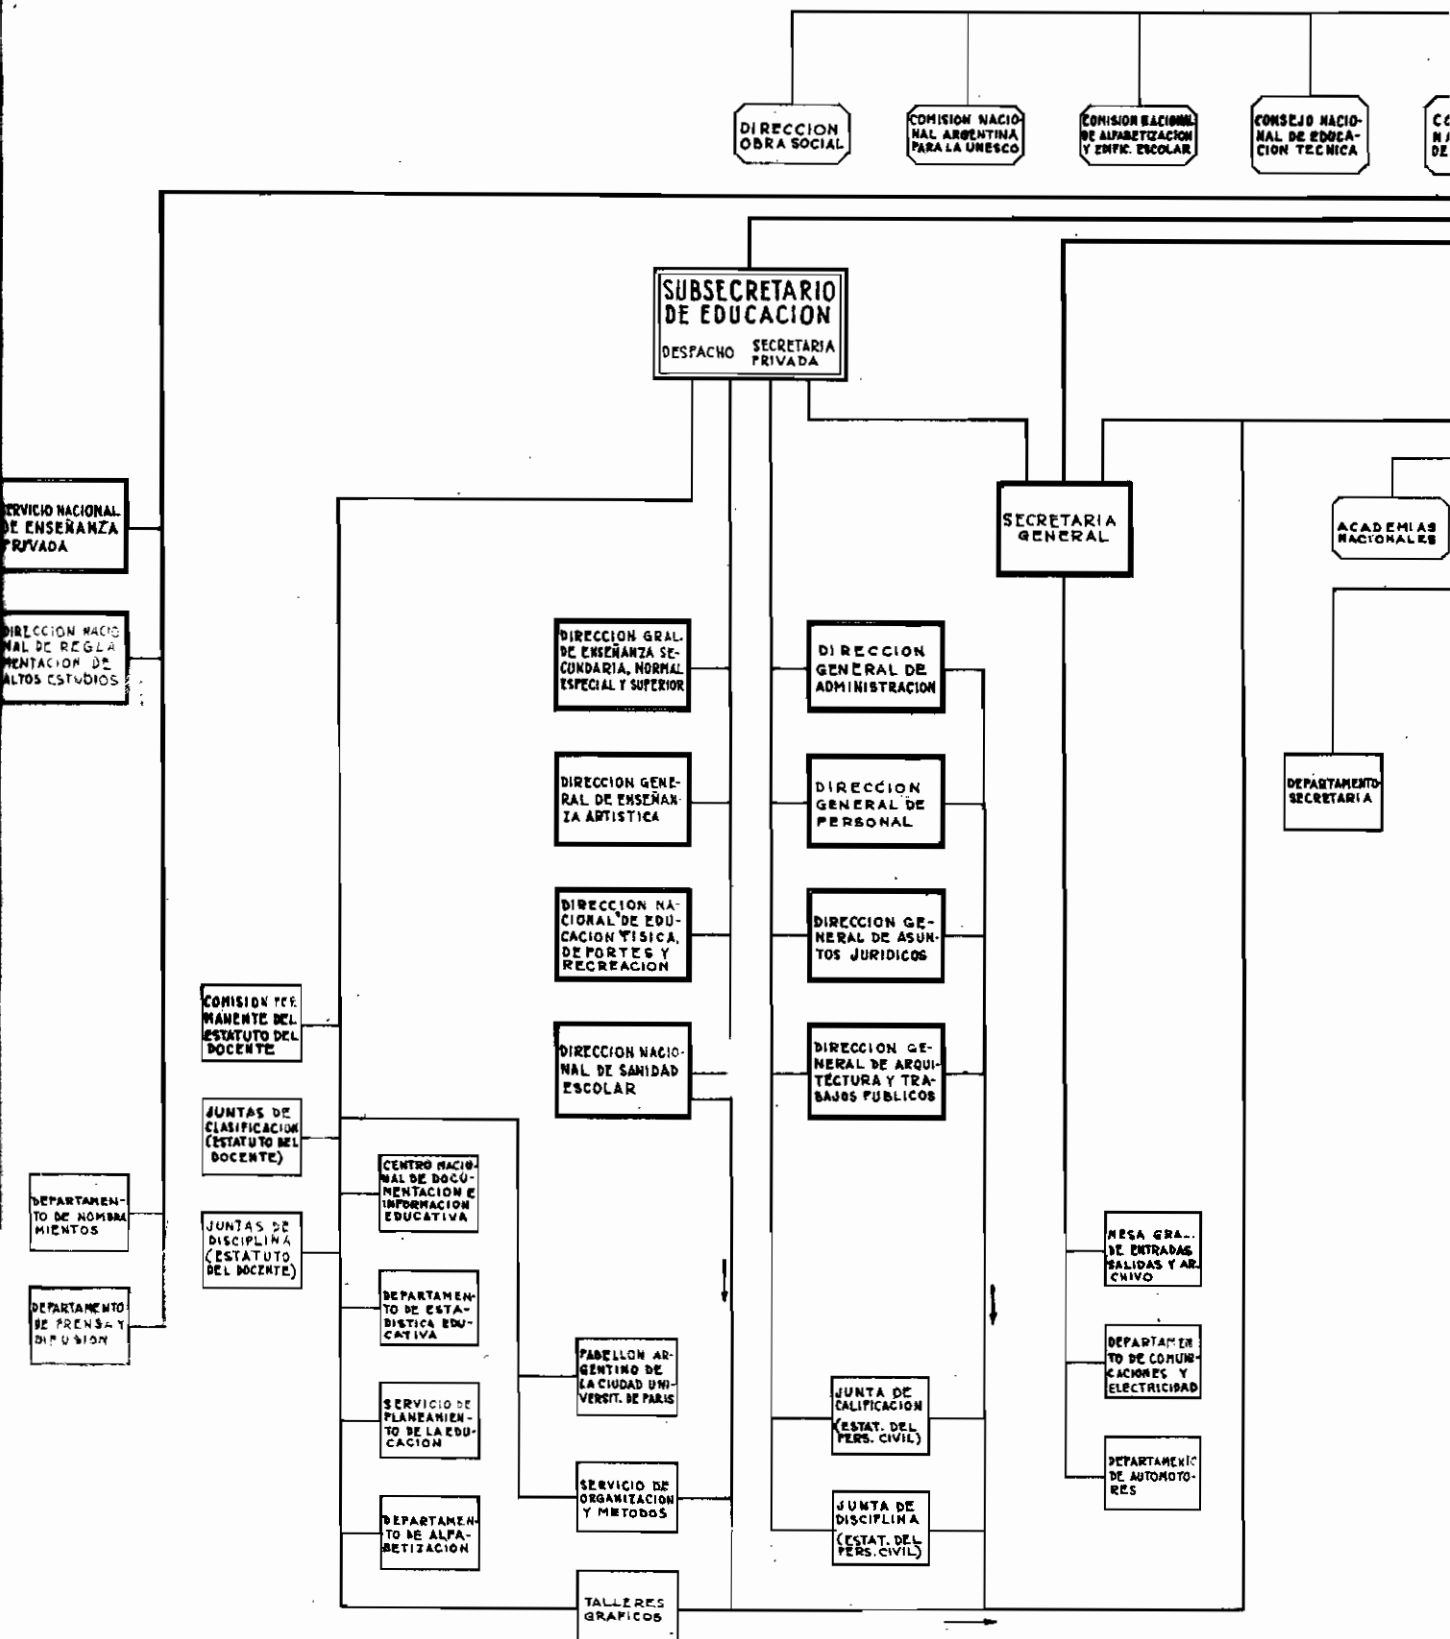 DIRECCION
OBRA SOCIAL
COMISION NACIO-
NAL ARGENTINA
PARA LA UNESCO
COMISION NACIONAL
DE ALFABETIZACION
Y ESCOLAR
CONSEJO NACIO-
NAL DE EDUCA-
CION TECNICA
SUBSECRETARIO
DE EDUCACION
DESPACHO SECRETARIA
PRIVADA
ERVICIO NACIONAL
DE ENSEÑANZA
PRIVADA
SECRETARIA
GENERAL
ACADEMIAS
NACIONALES
DIRECCION NACIO
NAL DE REGLA
MENTACION DE
ALTOS ESTUDIOS
DIRECCION GRAL.
DE ENSEÑANZA SE-
CUNDARIA, NORMAL
ESPECIAL Y SUPERIOR
DIRECCION
GENERAL DE
ADMINISTRACION
DIRECCION GENE-
RAL DE ENSEÑAN-
ZA ARTISTICA
DIRECCION
GENERAL DE
PERSONAL
DEPARTAMENTO
SECRETARIA
DIRECCION NA-
CIONAL DE EDU-
CACION FISICA,
DEPORTES Y
RECREACION
DIRECCION GE-
NERAL DE ASUN-
TOS JURIDICOS
COMISION PER
MANENTE DEL
ESTATUTO DEL
DOCENTE
DIRECCION NACIO-
NAL DE SANIDAD
ESCOLAR
DIRECCION GE-
NERAL DE ARQUI-
TECTURA Y TRA-
BAJOS PUBLICOS
JUNTAS DE
CLASIFICACION
(ESTATUTO DEL
DOCENTE)
CENTRO NACIO-
NAL DE DOCU-
MENTACION E
INFORMACION
EDUCATIVA
DEPARTAMEN-
TO DE NOMBRA
MIENTOS
JUNTAS DE
DISCIPLINA
(ESTATUTO
DEL DOCENTE)
MESA GRAL.
DE ENTRADAS
SALIDAS Y AR-
CHIVO
DEPARTAMENTO
DE PRENSA Y
DIFUSION
DEPARTAMEN-
TO DE ESTA-
DISTICA EDU-
CATIVA
PABELLON AR-
GENTINO DE
LA CIUDAD UNI-
VERSIT. DE PARIS
DEPARTAMEN
TO DE COMUNI-
CACIONES Y
ELECTRICIDAD
SERVICIO DE
PLANEAMIEN-
TO DE LA EDU-
CACION
JUNTA DE
CALIFICACION
(ESTAT. DEL
PERS. CIVIL)
DEPARTAMENTO
DE AUTOMOTO-
RES
SERVICIO DE
ORGANIZACION
Y METODOS
DEPARTAMEN-
TO DE ALFA-
BETIZACION
JUNTA DE
DISCIPLINA
(ESTAT. DEL
PERS. CIVIL)
TALLERES
GRAFICOS